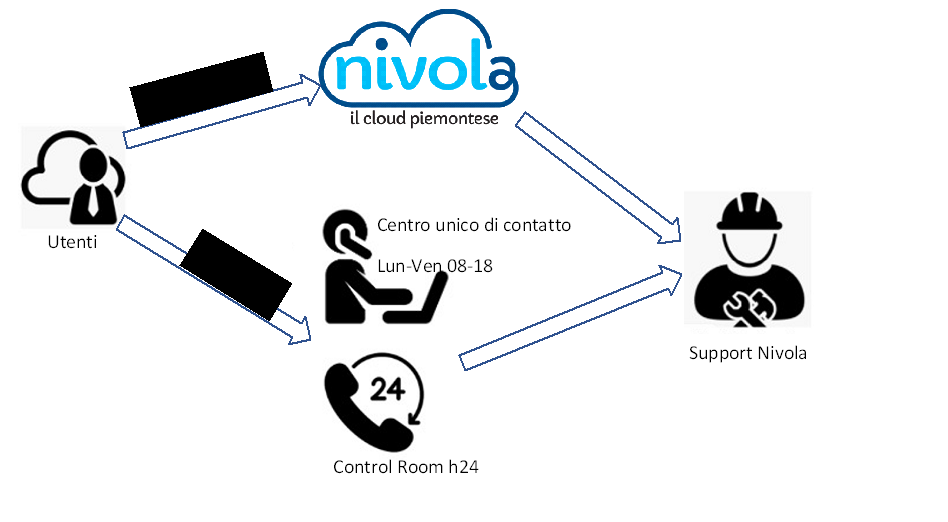 nivola
il cloud piemontese
Utenti
Centro unico di contatto
Lun-Ven 08-18
24
Control Room h24
Support Nivola